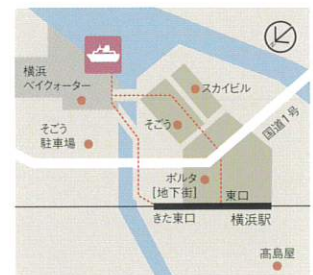 横浜
ベイクォーター
スカイビル
そごう
そごう
駐車場
国道1号
ポルタ
[地下街]
東口
きた東口
横浜駅
高島屋